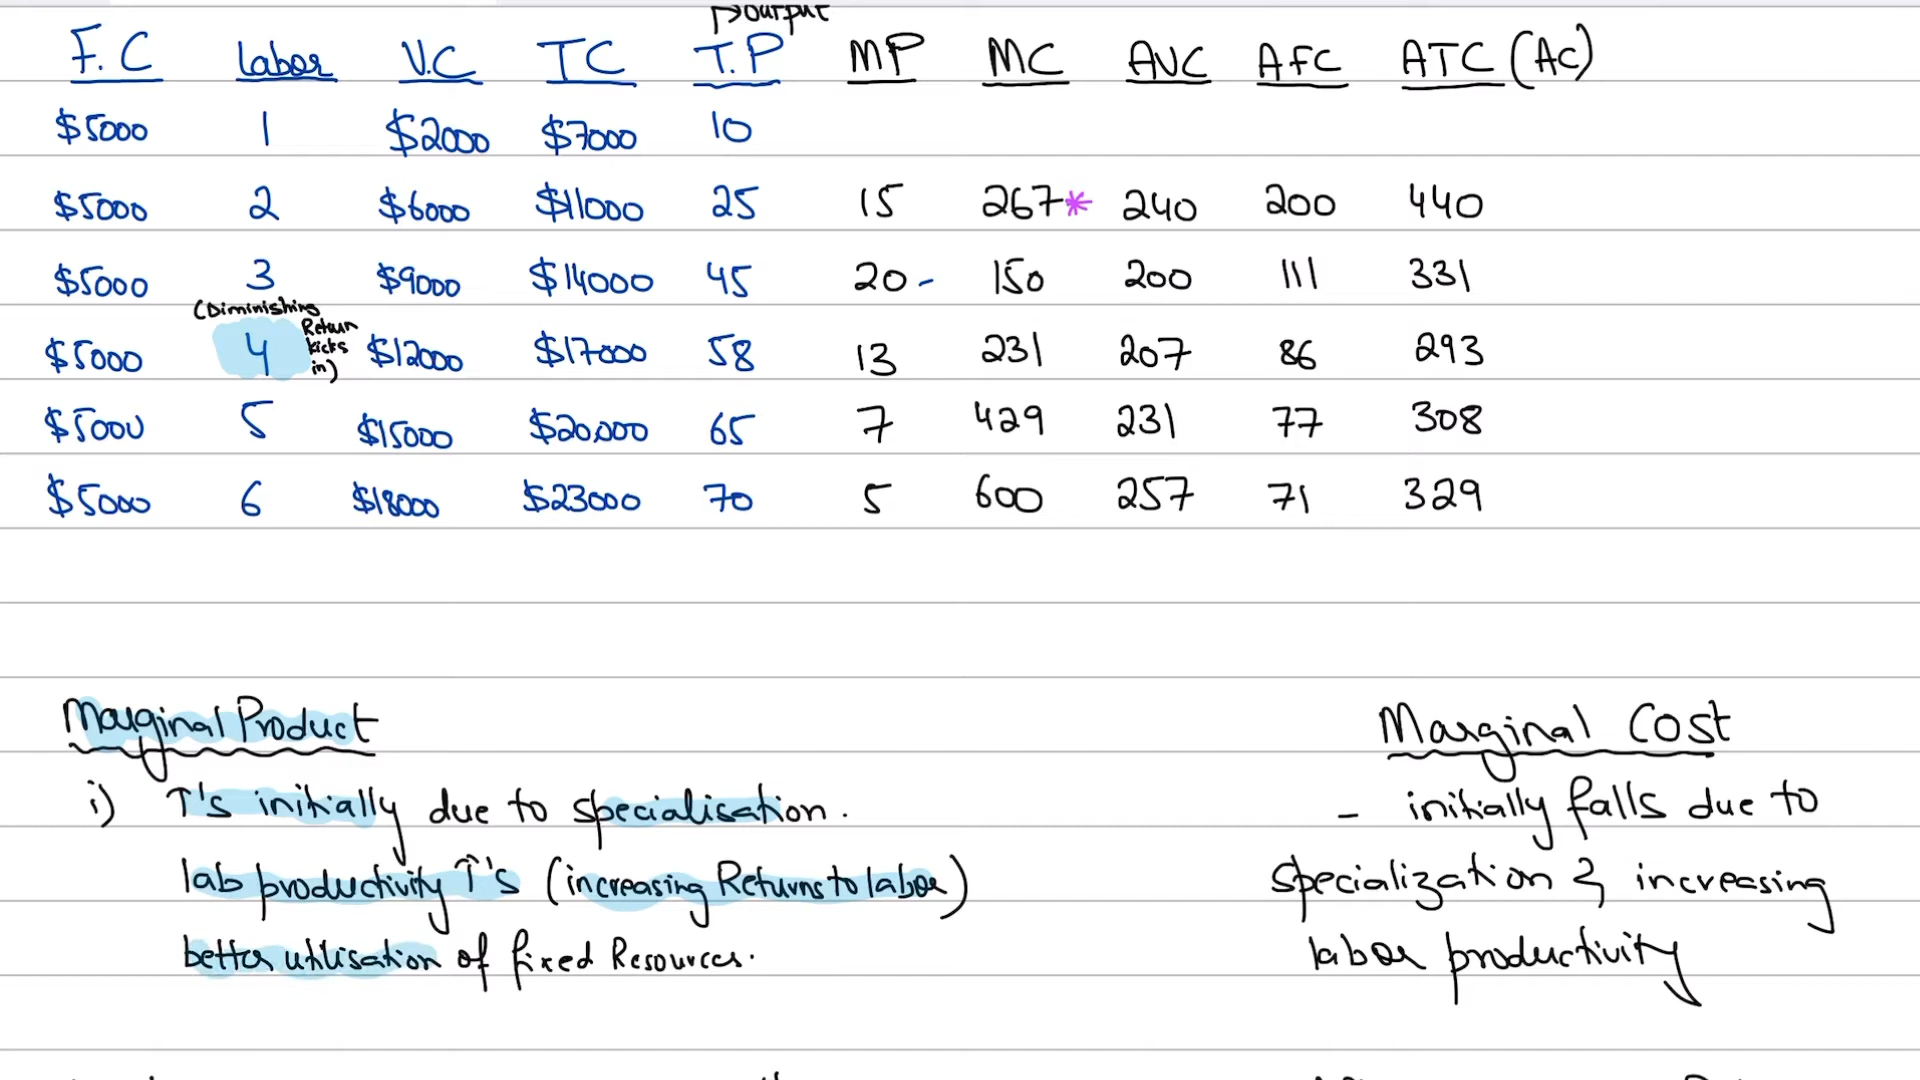 →output
F.C labor V.C TC T.P MP MC AVC AFC ATC (AC)
$5000 1 $2000 $7000 10
$5000 2 $6000 $11000 25 15 267* 240 200 440
$5000 3 $9000 $14000 45 20- 150 200 111 331
(Diminishing Return kicks in)
$5000 4 $12000 $17000 58 13 231 207 86 293
$5000 5 $15000 $20,000 65 7 429 231 77 308
$5000 6 $18000 $23000 70 5 600 257 71 329
Marginal Product
i) ↑'s initially due to specialisation.
lab productivity ↑'s (increasing Returns to labor)
better utilisation of fixed Resources.
Marginal Cost
- initially falls due to
specialization & increasing
labor productivity